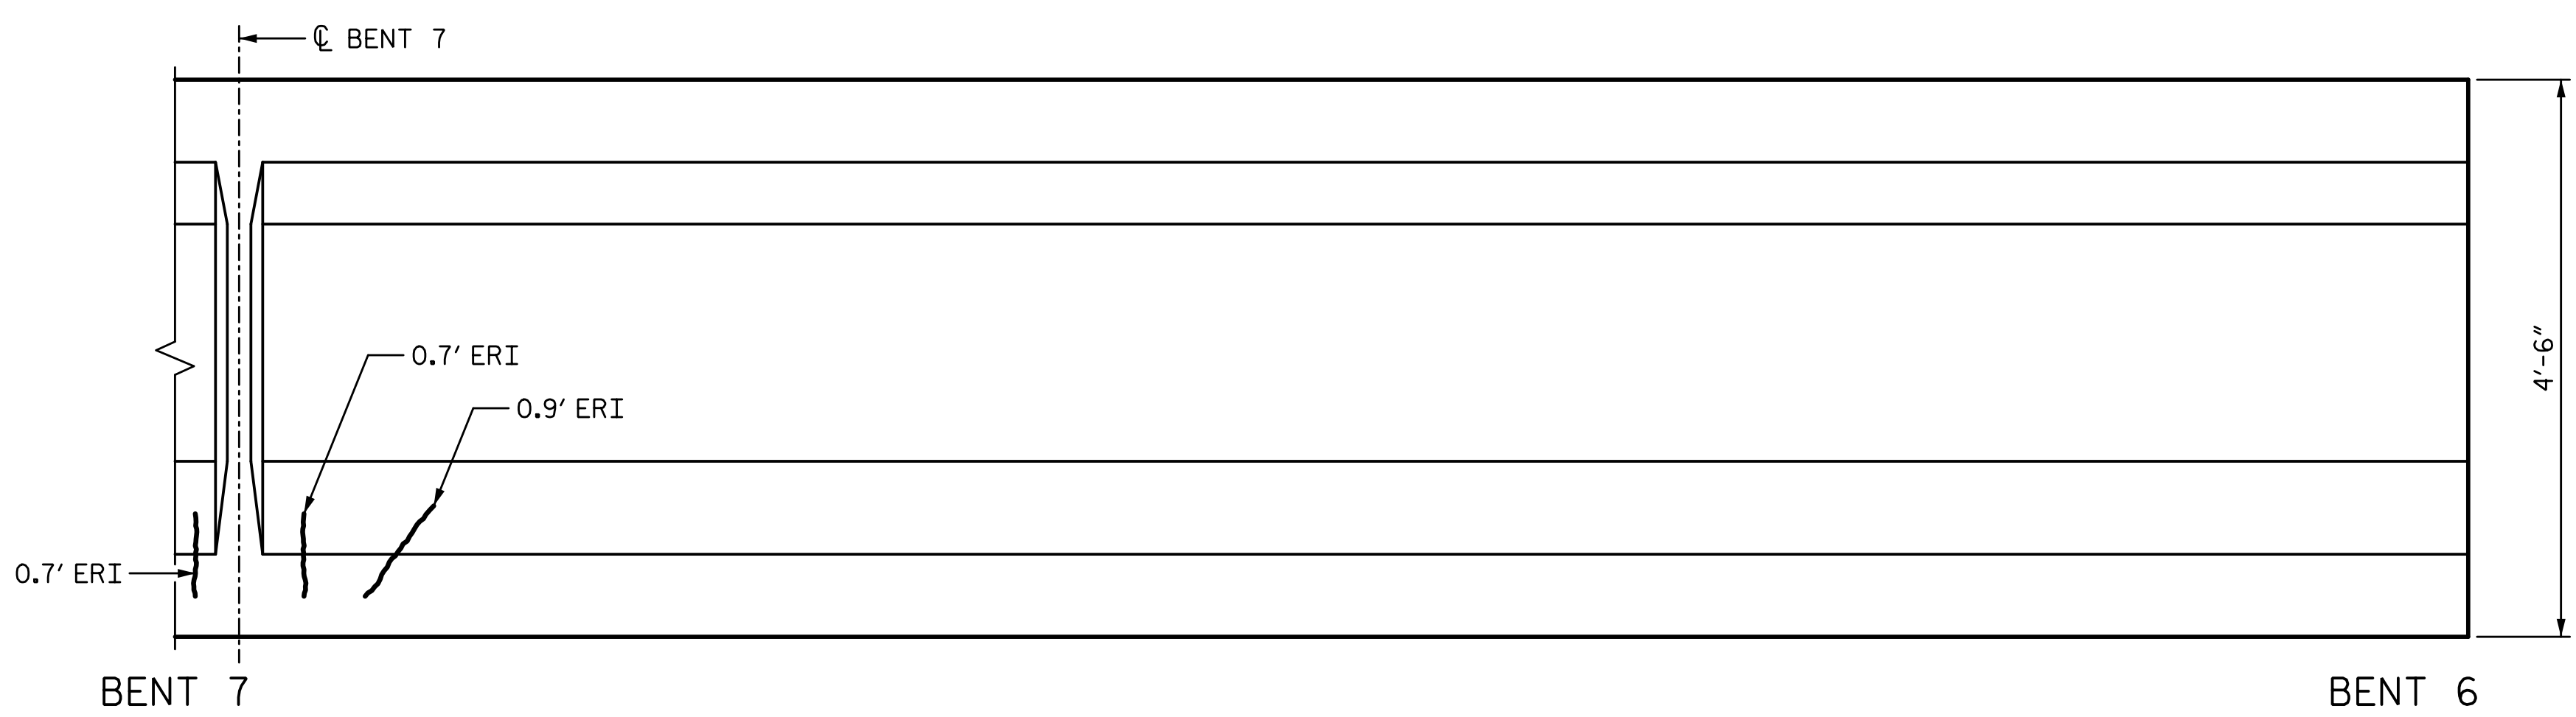 ℄ BENT 7
4'-6"
0.7' ERI
0.9' ERI
0.7' ERI
BENT 7
BENT 6